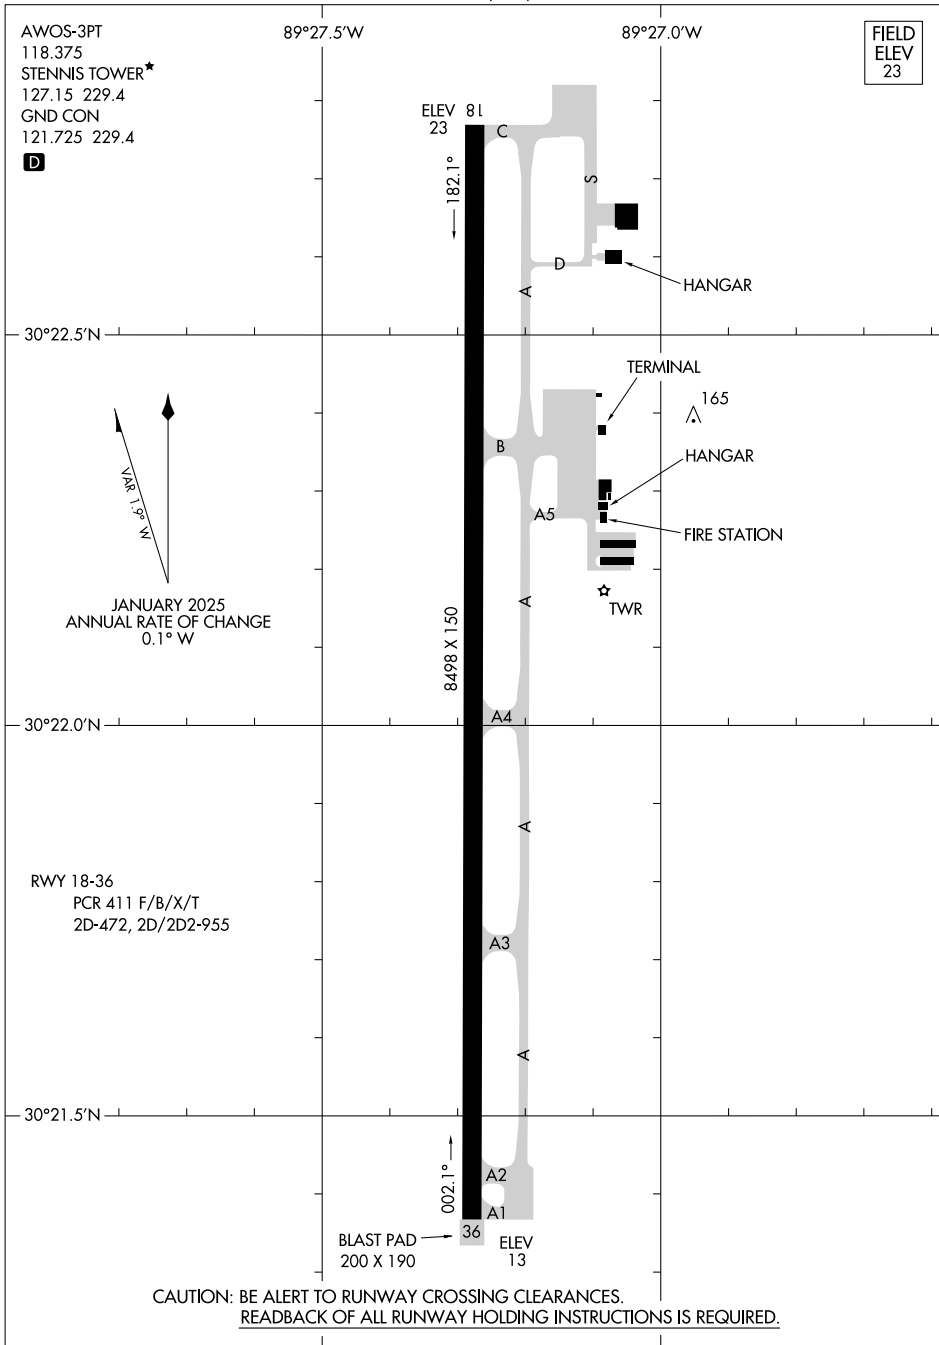 AWOS-3PT
118.375
STENNIS TOWER★
127.15 229.4
GND CON
121.725 229.4
D
89°27.5'W
89°27.0'W
FIELD
ELEV
23
ELEV
23
18
C
182.1°
S
D
HANGAR
A
30°22.5'N
TERMINAL
165
B
HANGAR
A5
FIRE STATION
VAR 1.9° W
JANUARY 2025
ANNUAL RATE OF CHANGE
0.1° W
A
TWR
8498 X 150
A4
30°22.0'N
A
RWY 18-36
PCR 411 F/B/X/T
2D-472, 2D/2D2-955
A3
A
30°21.5'N
002.1°
A2
A1
36
BLAST PAD
200 X 190
ELEV
13
CAUTION: BE ALERT TO RUNWAY CROSSING CLEARANCES.
READBACK OF ALL RUNWAY HOLDING INSTRUCTIONS IS REQUIRED.